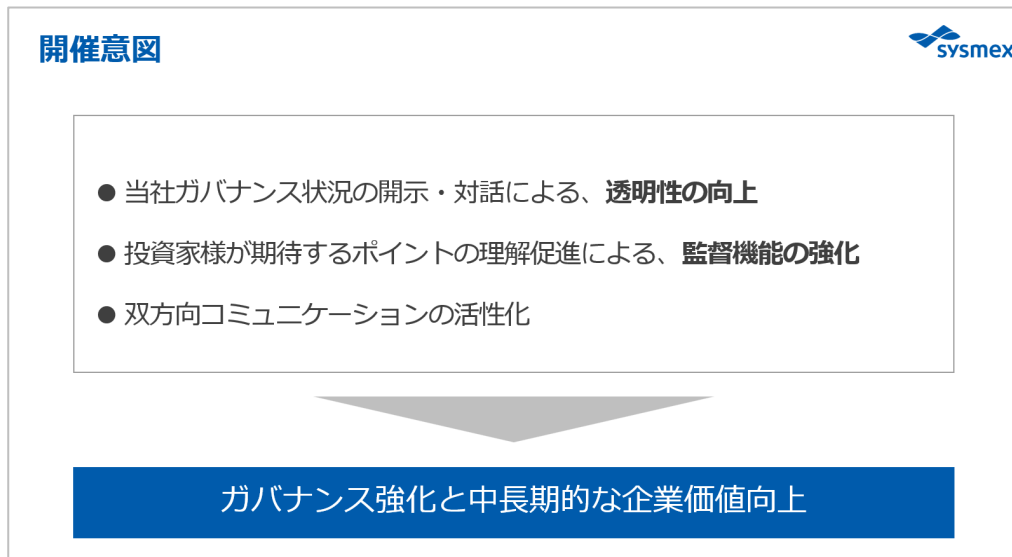 開催意図
sysmex
● 当社ガバナンス状況の開示・対話による、透明性の向上
● 投資家様が期待するポイントの理解促進による、監督機能の強化
● 双方向コミュニケーションの活性化
ガバナンス強化と中長期的な企業価値向上